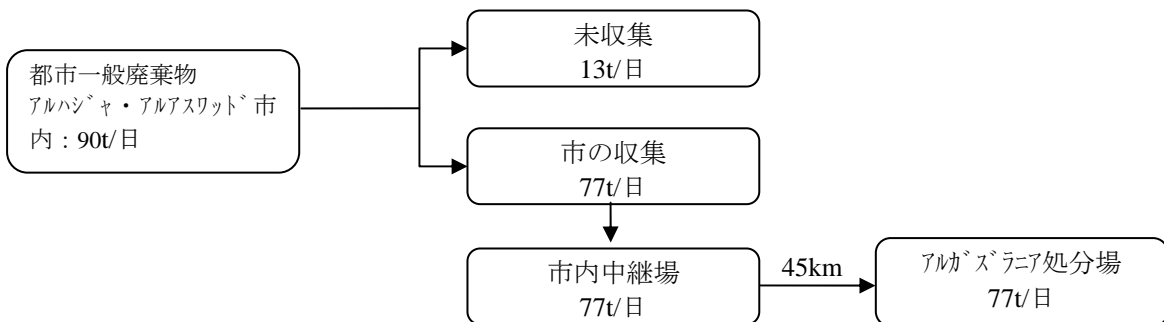 都市一般廃棄物
ｱﾙﾊｼﾞｬ・ｱﾙｱｽﾜｯﾄﾞ市
内：90t/日
未収集
13t/日
市の収集
77t/日
市内中継場
77t/日
45km
ｱﾙｶﾞｽﾞﾗﾆｱ処分場
77t/日